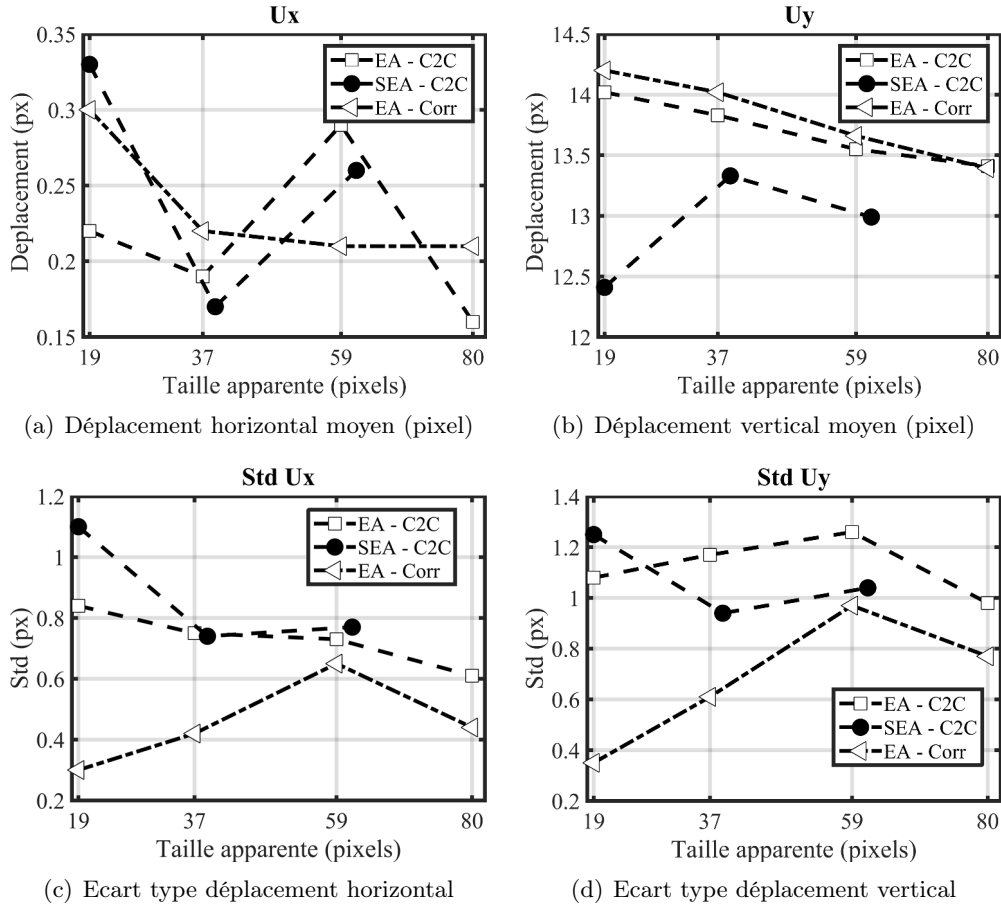 Ux
0.35
0.3
0.25
0.2
0.15
Deplacement (px)
EA - C2C
SEA - C2C
EA - Corr
19 37 59 80
Taille apparente (pixels)
(a) Déplacement horizontal moyen (pixel)
Uy
14.5
14
13.5
13
12.5
12
Deplacement (px)
EA - C2C
SEA - C2C
EA - Corr
19 37 59 80
Taille apparente (pixels)
(b) Déplacement vertical moyen (pixel)
Std Ux
1.2
1
0.8
0.6
0.4
0.2
Std (px)
EA - C2C
SEA - C2C
EA - Corr
19 37 59 80
Taille apparente (pixels)
(c) Ecart type déplacement horizontal
Std Uy
1.4
1.2
1
0.8
0.6
0.4
0.2
Std (px)
EA - C2C
SEA - C2C
EA - Corr
19 37 59 80
Taille apparente (pixels)
(d) Ecart type déplacement vertical